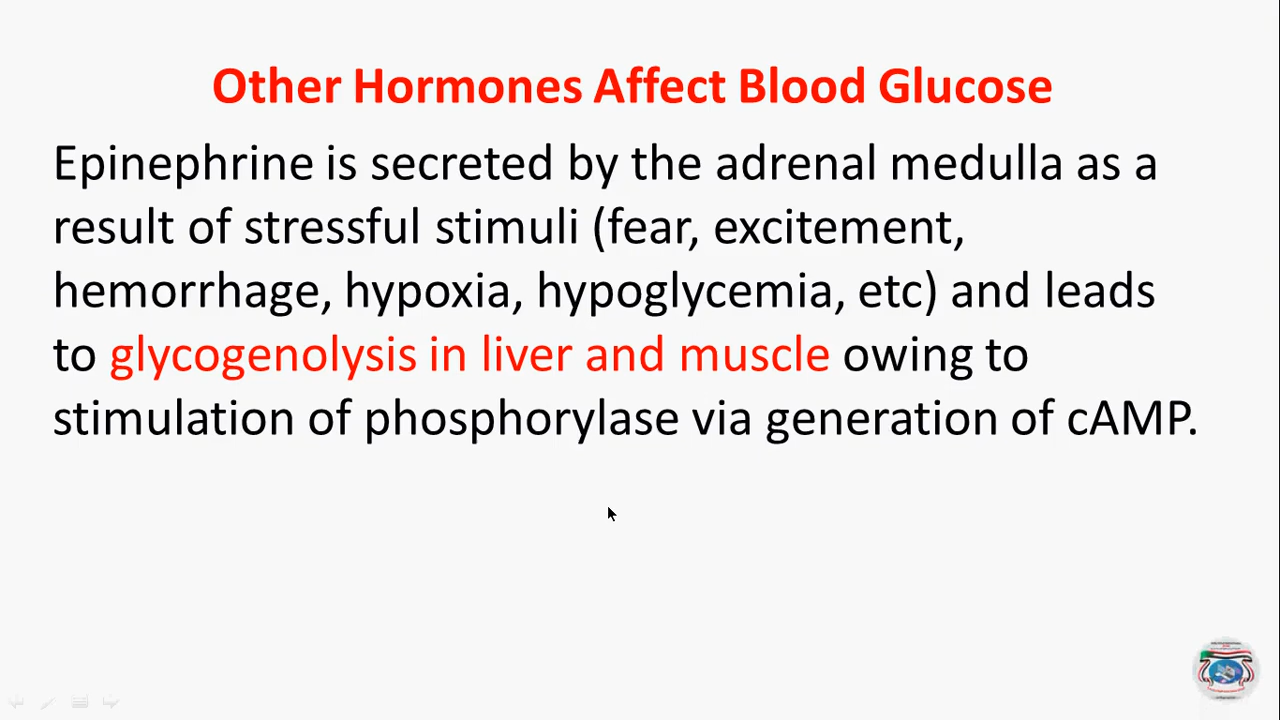 Other Hormones Affect Blood Glucose
Epinephrine is secreted by the adrenal medulla as a
result of stressful stimuli (fear, excitement,
hemorrhage, hypoxia, hypoglycemia, etc) and leads
to glycogenolysis in liver and muscle owing to
stimulation of phosphorylase via generation of cAMP.